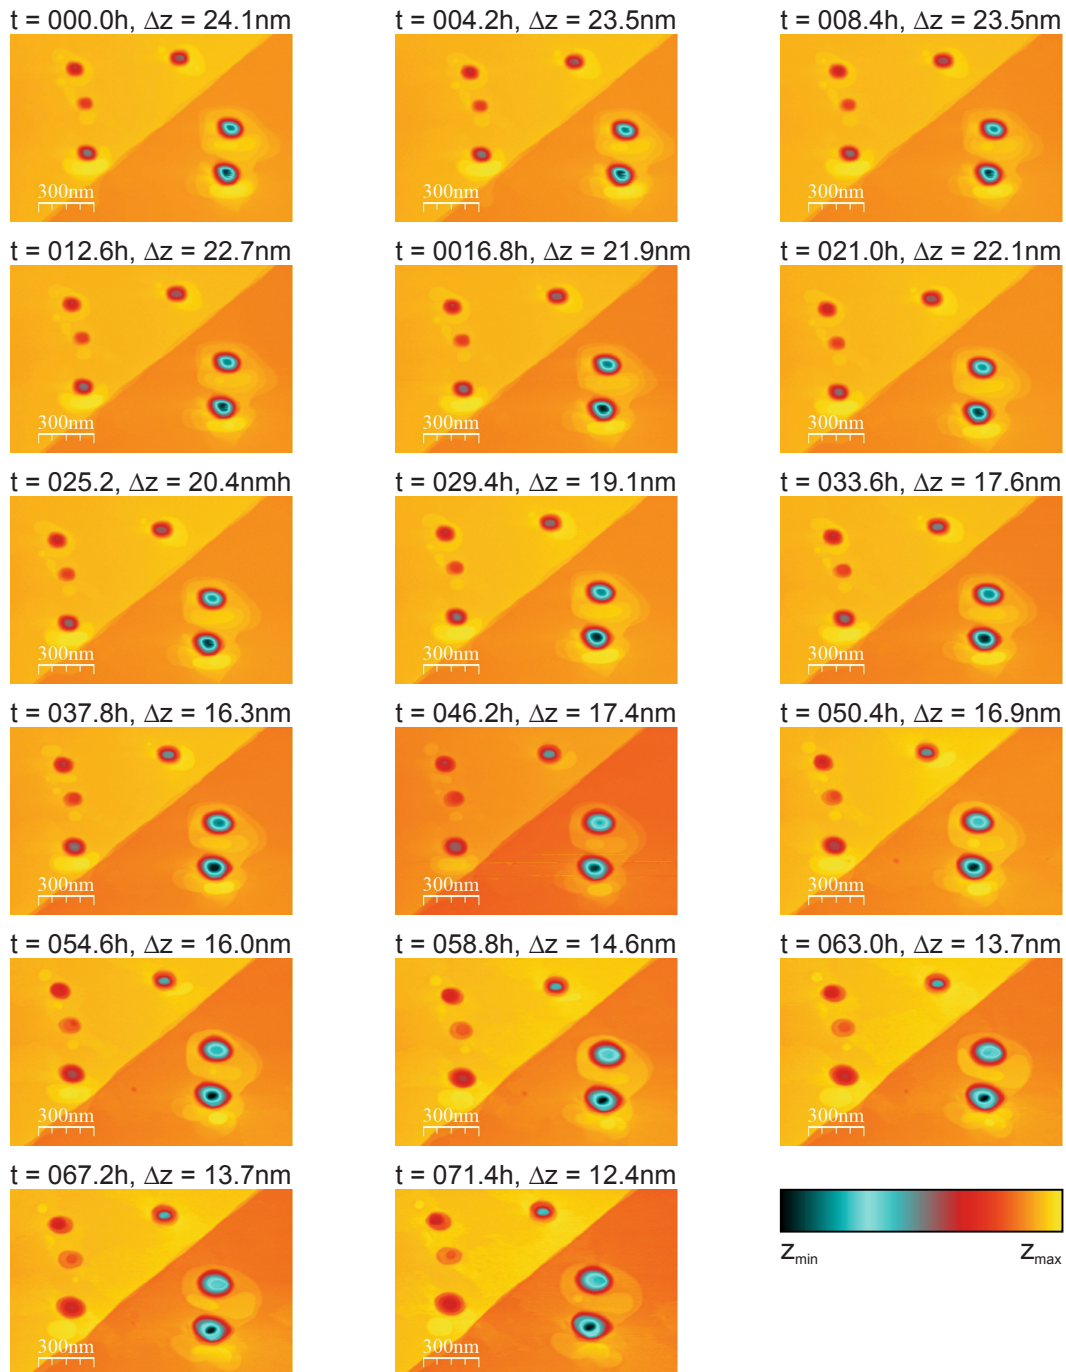 t = 000.0h, Δz = 24.1nm
t = 004.2h, Δz = 23.5nm
t = 008.4h, Δz = 23.5nm
300nm
300nm
300nm
t = 012.6h, Δz = 22.7nm
t = 0016.8h, Δz = 21.9nm
t = 021.0h, Δz = 22.1nm
300nm
300nm
300nm
t = 025.2, Δz = 20.4nmh
t = 029.4h, Δz = 19.1nm
t = 033.6h, Δz = 17.6nm
300nm
300nm
300nm
t = 037.8h, Δz = 16.3nm
t = 046.2h, Δz = 17.4nm
t = 050.4h, Δz = 16.9nm
300nm
300nm
300nm
t = 054.6h, Δz = 16.0nm
t = 058.8h, Δz = 14.6nm
t = 063.0h, Δz = 13.7nm
300nm
300nm
300nm
t = 067.2h, Δz = 13.7nm
t = 071.4h, Δz = 12.4nm
300nm
300nm
zmin
zmax